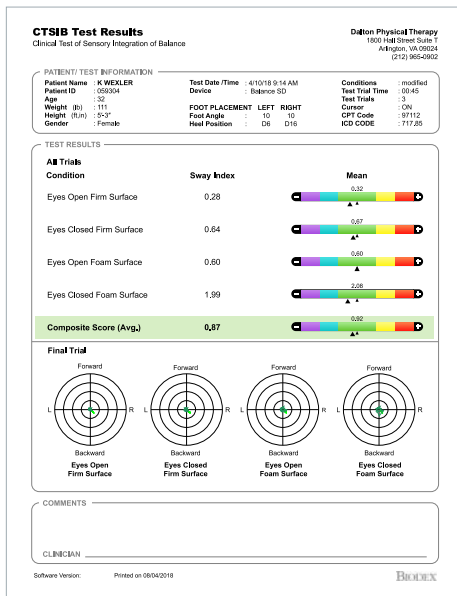 CTSIB Test Results
Clinical Test of Sensory Integration of Balance
Dalton Physical Therapy
1800 Hall Street Suite T
Arlington, VA 09024
(212) 965-0902
PATIENT/ TEST INFORMATION
Patient Name : K WEXLER
Patient ID : 059304
Age : 32
Weight (lb) : 111
Height (ft,in) : 5'-3"
Gender : Female
Test Date /Time : 4/10/18 9:14 AM
Device : Balance SD
FOOT PLACEMENT LEFT RIGHT
Foot Angle : 10 10
Heel Position : D6 D16
Conditions : modified
Test Trial Time : 00:45
Test Trials : 3
Cursor : ON
CPT Code : 97112
ICD CODE : 717.85
TEST RESULTS
All Trials
Condition Sway Index Mean
Eyes Open Firm Surface 0.28 0.32
Eyes Closed Firm Surface 0.64 0.67
Eyes Open Foam Surface 0.60 0.60
Eyes Closed Foam Surface 1.99 2.08
Composite Score (Avg.) 0.87 0.92
Final Trial
Forward Forward Forward Forward
L R L R L R L R
Backward Backward Backward Backward
Eyes Open Eyes Closed Eyes Open Eyes Closed
Firm Surface Firm Surface Foam Surface Foam Surface
COMMENTS
CLINICIAN
Software Version: Printed on 08/04/2018
BIODEX